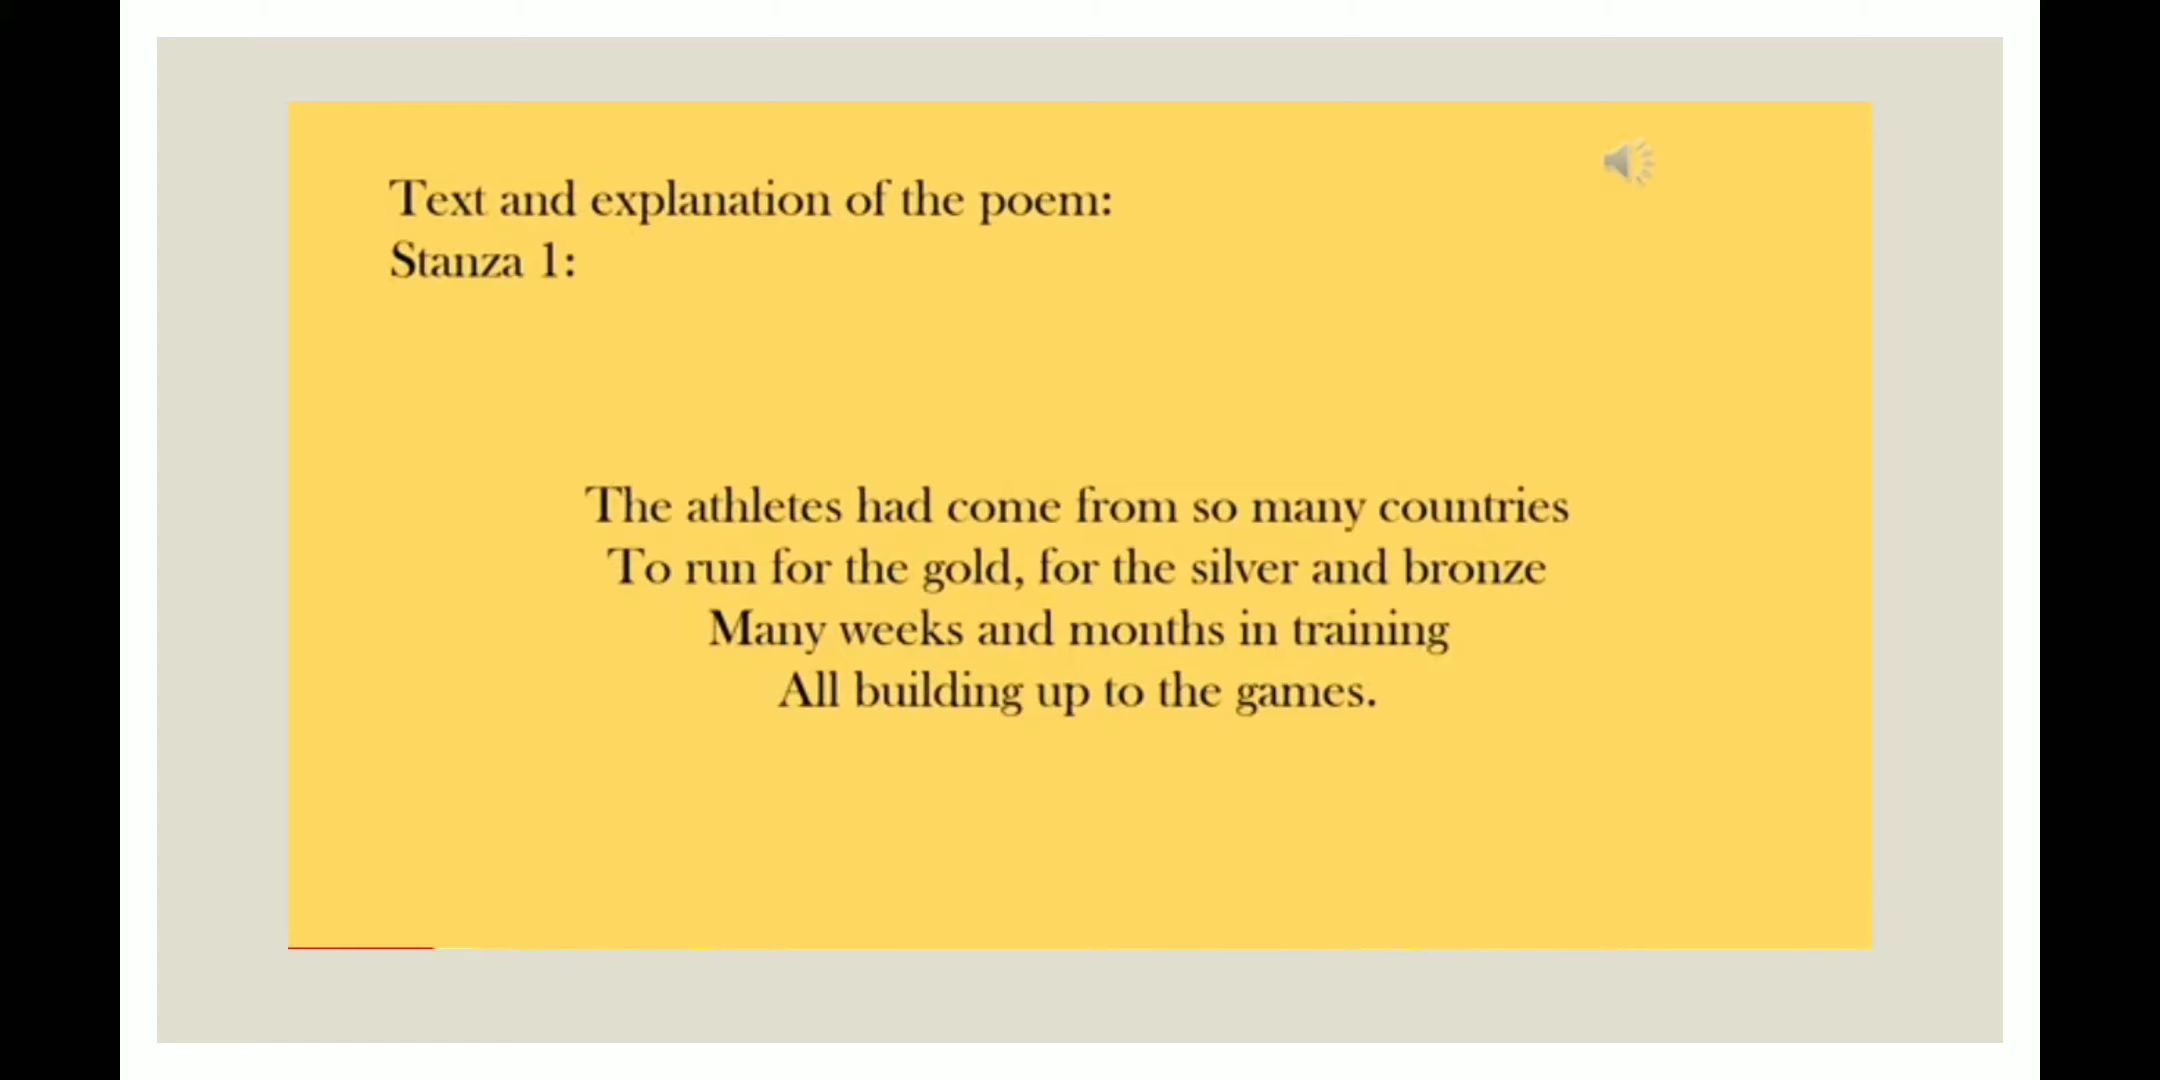 Text and explanation of the poem:
Stanza 1:
The athletes had come from so many countries
To run for the gold, for the silver and bronze
Many weeks and months in training
All building up to the games.